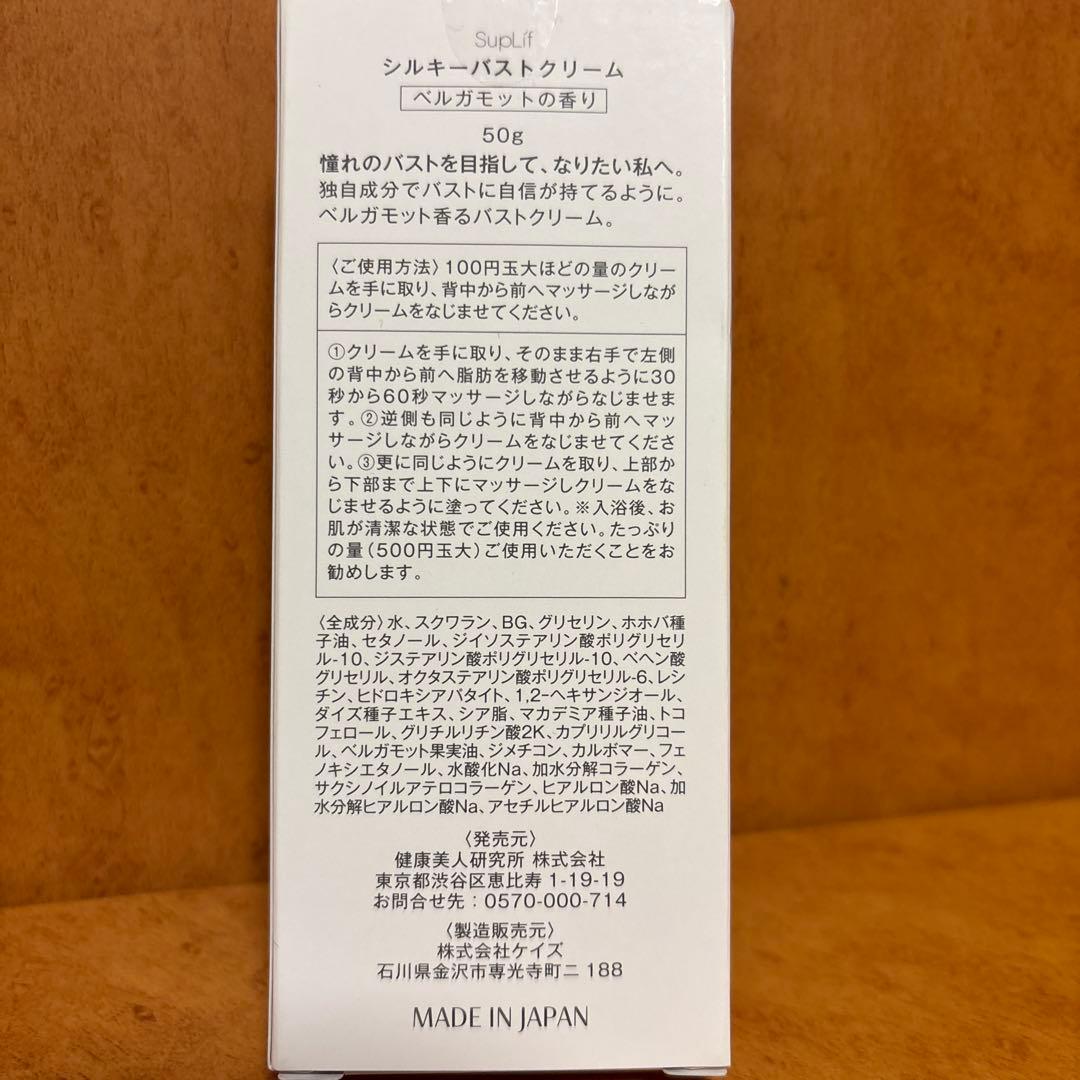 SupLif
シルキーバストクリーム
ベルガモットの香り
50g
憧れのバストを目指して、なりたい私へ。
独自成分でバストに自信が持てるように。
ベルガモット香るバストクリーム。
〈ご使用方法〉100円玉大ほどの量のクリー
ムを手に取り、背中から前へマッサージしなが
らクリームをなじませてください。
①クリームを手に取り、そのまま右手で左側
の背中から前へ脂肪を移動させるように30
秒から60秒マッサージしながらなじませま
す。②逆側も同じように背中から前へマッ
サージしながらクリームをなじませてくださ
い。③更に同じようにクリームを取り、上部か
ら下部まで上下にマッサージしクリームをな
じませるように塗ってください。※入浴後、お
肌が清潔な状態でご使用ください。たっぷり
の量(500円玉大)ご使用いただくことをお
勧めします。
〈全成分〉水、スクワラン、BG、グリセリン、ホホバ種
子油、セタノール、ジイソステアリン酸ポリグリセリ
ル-10、ジステアリン酸ポリグリセリル-10、ベヘン酸
グリセリル、オクタステアリン酸ポリグリセリル-6、レシ
チン、ヒドロキシアパタイト、1,2-ヘキサンジオール、
ダイズ種子エキス、シア脂、マカデミア種子油、トコ
フェロール、グリチルリチン酸2K、カプリリルグリコー
ル、ベルガモット果実油、ジメチコン、カルボマー、フェ
ノキシエタノール、水酸化Na、加水分解コラーゲン、
サクシノイルアテロコラーゲン、ヒアルロン酸Na、加
水分解ヒアルロン酸Na、アセチルヒアルロン酸Na
〈発売元〉
健康美人研究所 株式会社
東京都渋谷区恵比寿 1-19-19
お問合せ先：0570-000-714
〈製造販売元〉
株式会社ケイズ
石川県金沢市専光寺町ニ 188
MADE IN JAPAN